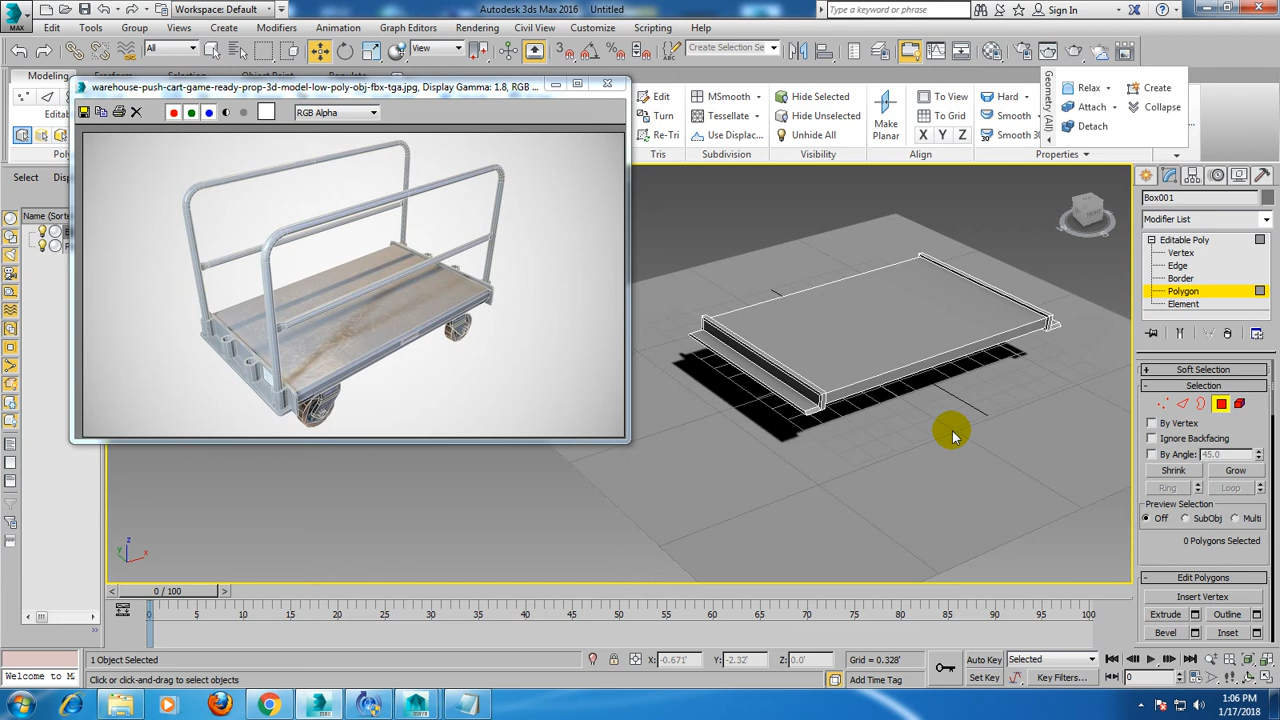 Workspace: Default
Autodesk 3ds Max 2016
Untitled
Type a keyword or phrase
Sign In
MAX
Edit
Tools
Group
Views
Create
Modifiers
Animation
Graph Editors
Rendering
Civil View
Customize
Scripting
Help
All
View
Create Selection Se
Modeling
warehouse-push-cart-game-ready-prop-3d-model-low-poly-obj-fbx-tga.jpg, Display Gamma: 1.8, RGB ...
RGB Alpha
Edit
MSmooth
Hide Selected
To View
Hard
Relax
Create
Turn
Tessellate
Hide Unselected
Make
Planar
To Grid
Smooth
Attach
Collapse
Re-Tri
Use Displac..
Unhide All
X Y Z
Smooth 30
Detach
Tris
Subdivision
Visibility
Align
Properties
Geometry (All)
Select
Name (Sorte
Box001
Modifier List
Editable Poly
Vertex
Edge
Border
Polygon
Element
Soft Selection
Selection
By Vertex
Ignore Backfacing
By Angle: 45.0
Shrink
Grow
Ring
Loop
Preview Selection
Off
SubObj
Multi
0 Polygons Selected
Edit Polygons
Insert Vertex
Extrude
Outline
Bevel
Inset
FRONT
z
y
x
0 / 100
0 5 10 15 20 25 30 35 40 45 50 55 60 65 70 75 80 85 90 95 100
1 Object Selected
X: -0.671'
Y: -2.32'
Z: 0.0'
Grid = 0.328'
Auto Key
Selected
Welcome to M
Click or click-and-drag to select objects
Add Time Tag
Set Key
Key Filters...
0
1:06 PM
1/17/2018